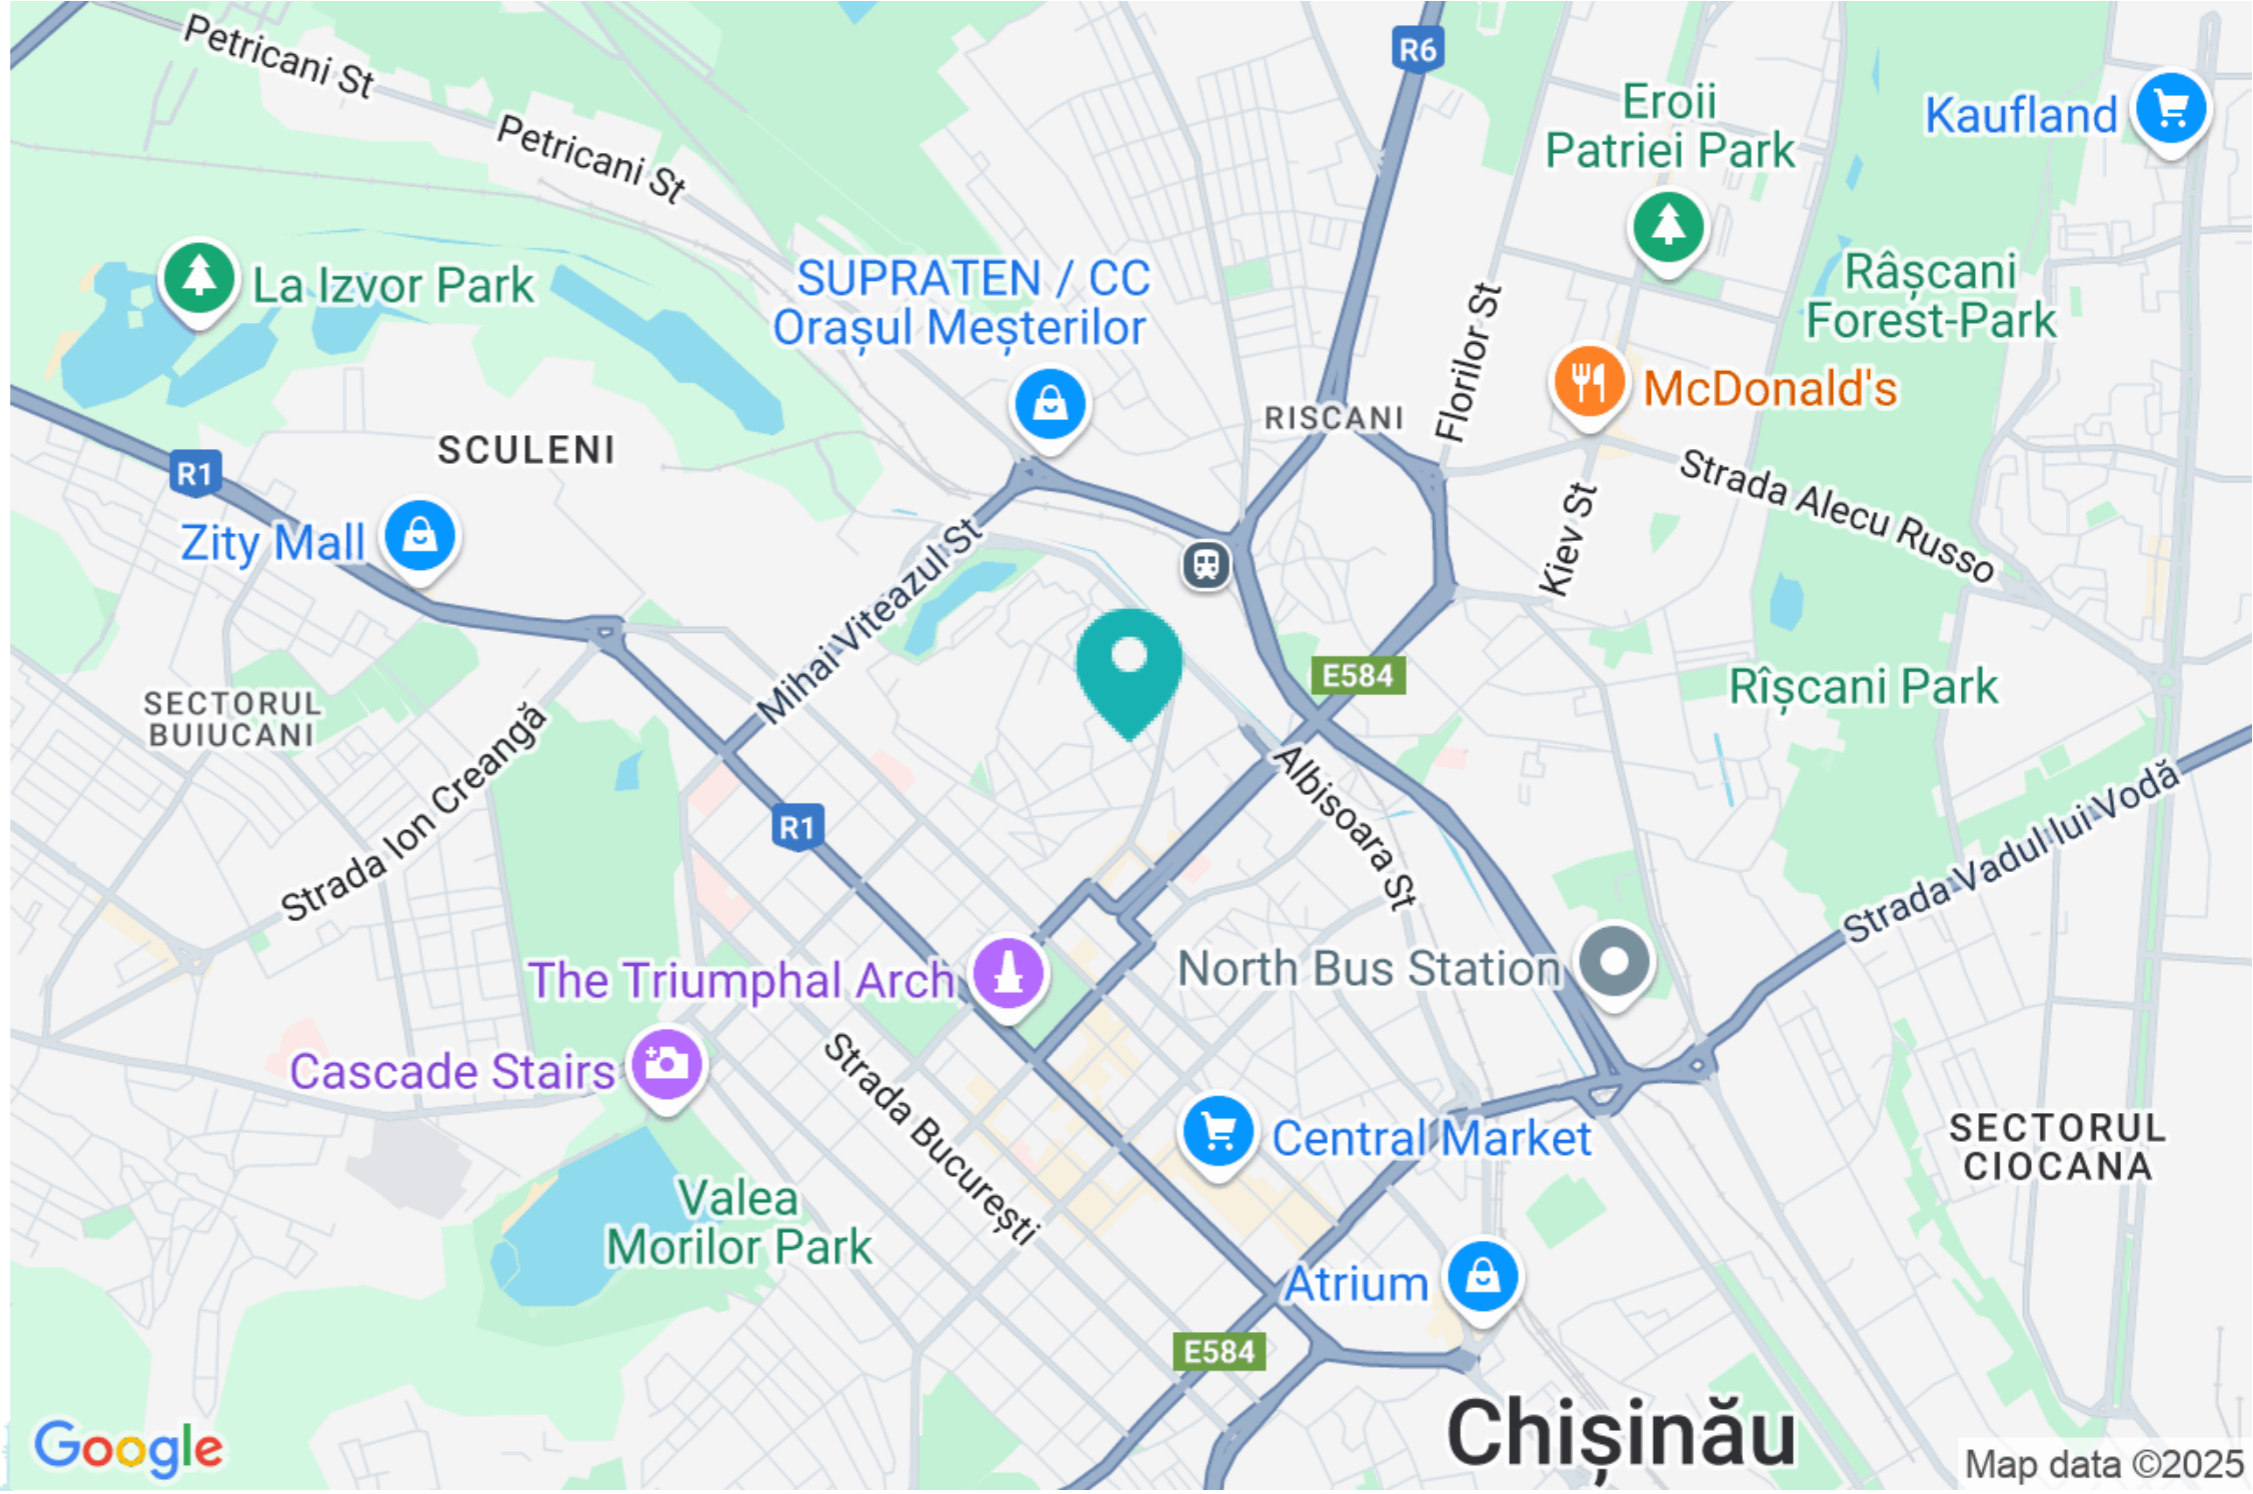 Petricani St
R6
Eroii
Patriei Park
Kaufland
Petricani St
La Izvor Park
SUPRATEN / CC
Orașul Meșterilor
Râșcani
Forest-Park
Florilor St
McDonald's
RISCANI
SCULENI
R1
Strada Alecu Russo
Zity Mall
Kiev St
Mihai Viteazul St
E584
Rîșcani Park
SECTORUL
BUIUCANI
Strada Ion Creangă
R1
Albisoara St
Strada Vadul lui Vodă
The Triumphal Arch
North Bus Station
Cascade Stairs
Strada București
Central Market
SECTORUL
CIOCANA
Valea
Morilor Park
Atrium
E584
Chișinău
Google
Map data ©2025